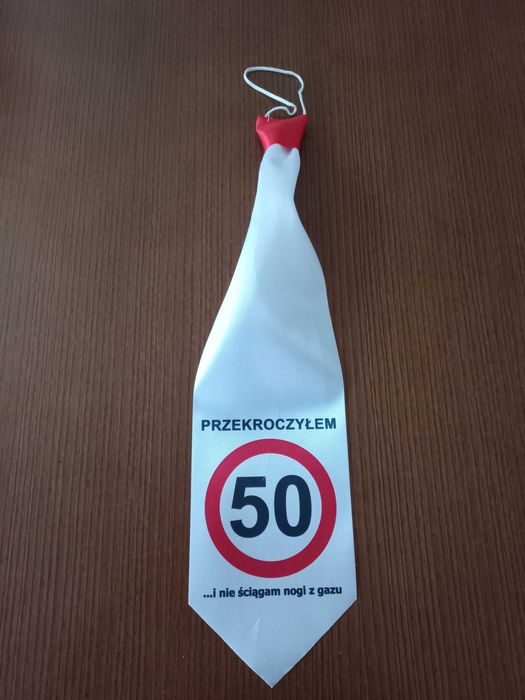 PRZEKROCZYŁEM
50
...i nie ściągam nogi z gazu